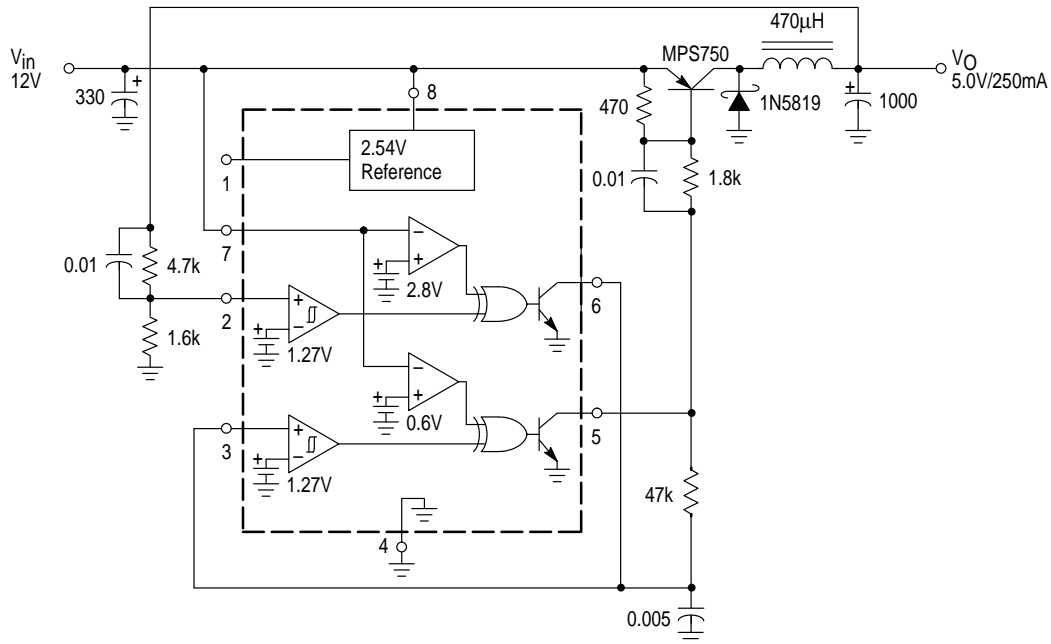 470μH
MPS750
Vin
12V
VO
5.0V/250mA
+
330
8
470
1N5819
+
1000
2.54V
Reference
1
0.01
1.8k
7
–
+
+
2.8V
0.01
4.7k
6
2
+
–
+
1.27V
1.6k
–
+
+
0.6V
5
3
+
–
+
1.27V
47k
4
0.005